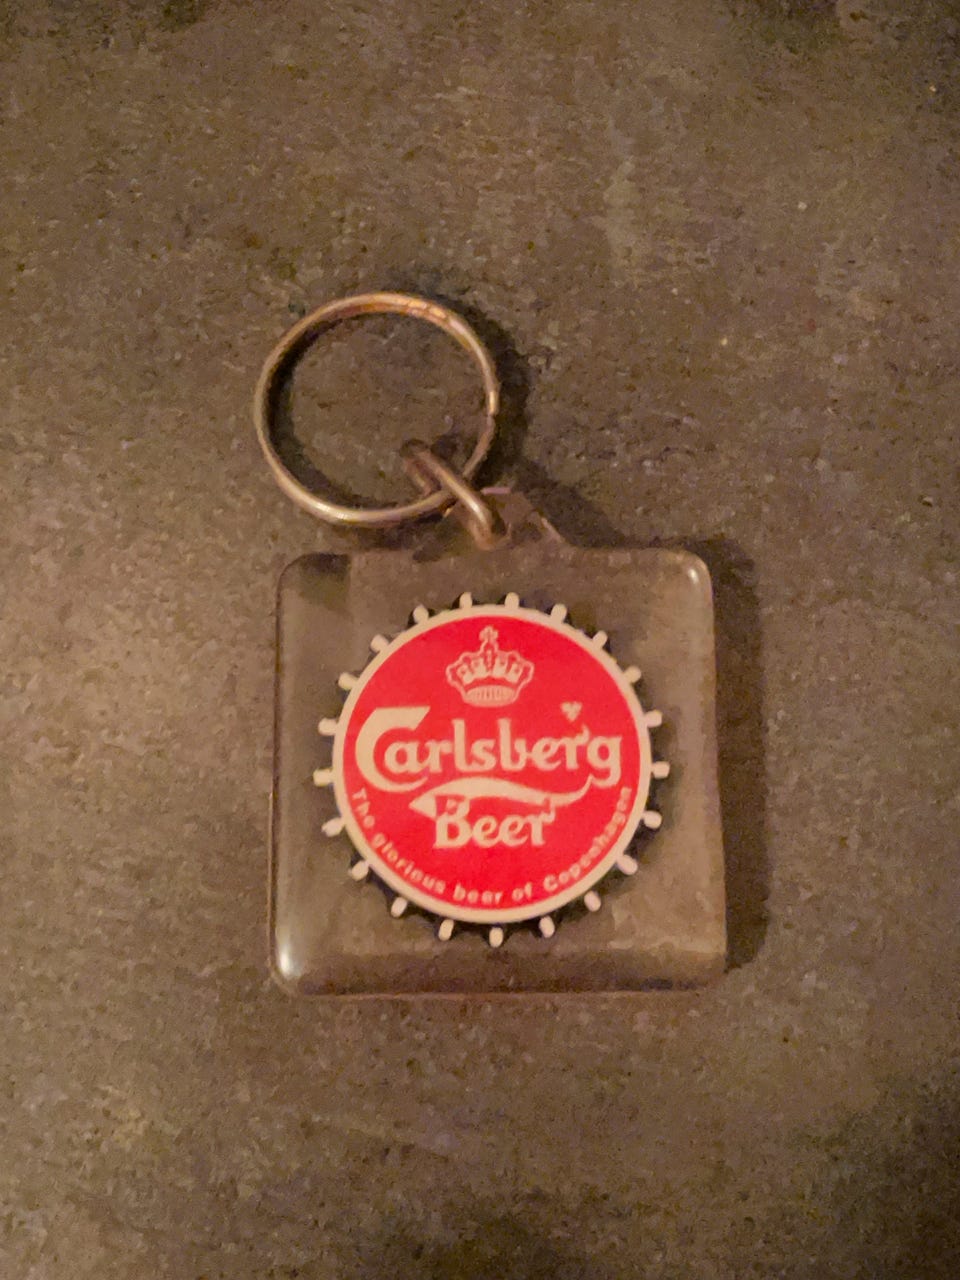 Carlsberg
Beer
The glorious beer of Copenhagen